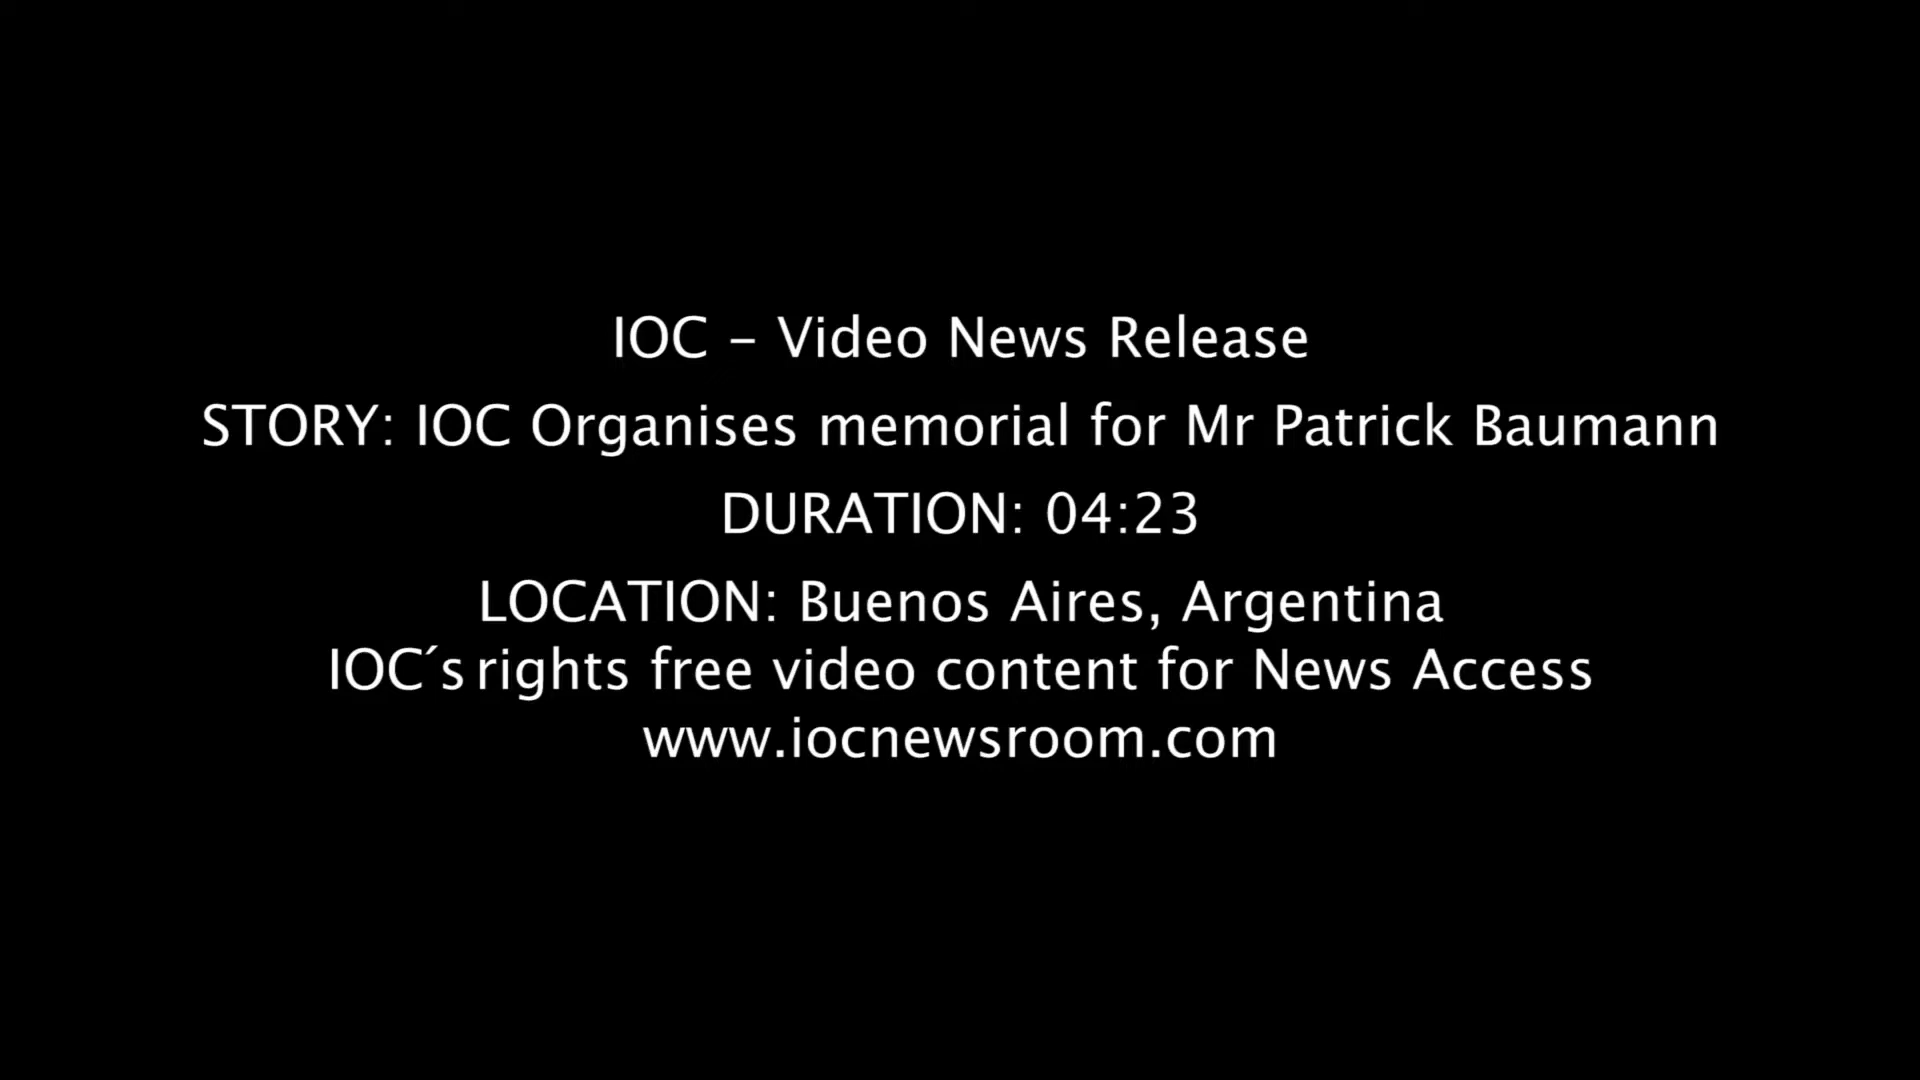 IOC – Video News Release
STORY: IOC Organises memorial for Mr Patrick Baumann
DURATION: 04:23
LOCATION: Buenos Aires, Argentina
IOC´s rights free video content for News Access
www.iocnewsroom.com